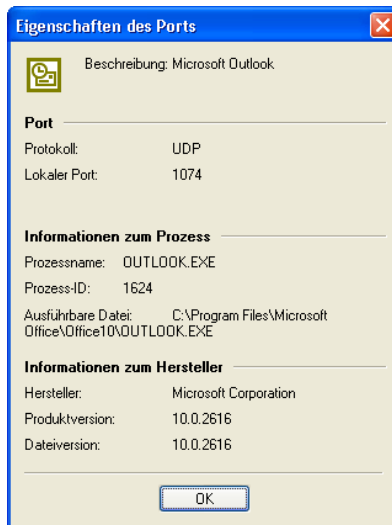 Eigenschaften des Ports
Beschreibung: Microsoft Outlook
Port
Protokoll: UDP
Lokaler Port: 1074
Informationen zum Prozess
Prozessname: OUTLOOK.EXE
Prozess-ID: 1624
Ausführbare Datei: C:\Program Files\Microsoft
Office\Office10\OUTLOOK.EXE
Informationen zum Hersteller
Hersteller: Microsoft Corporation
Produktversion: 10.0.2616
Dateiversion: 10.0.2616
OK